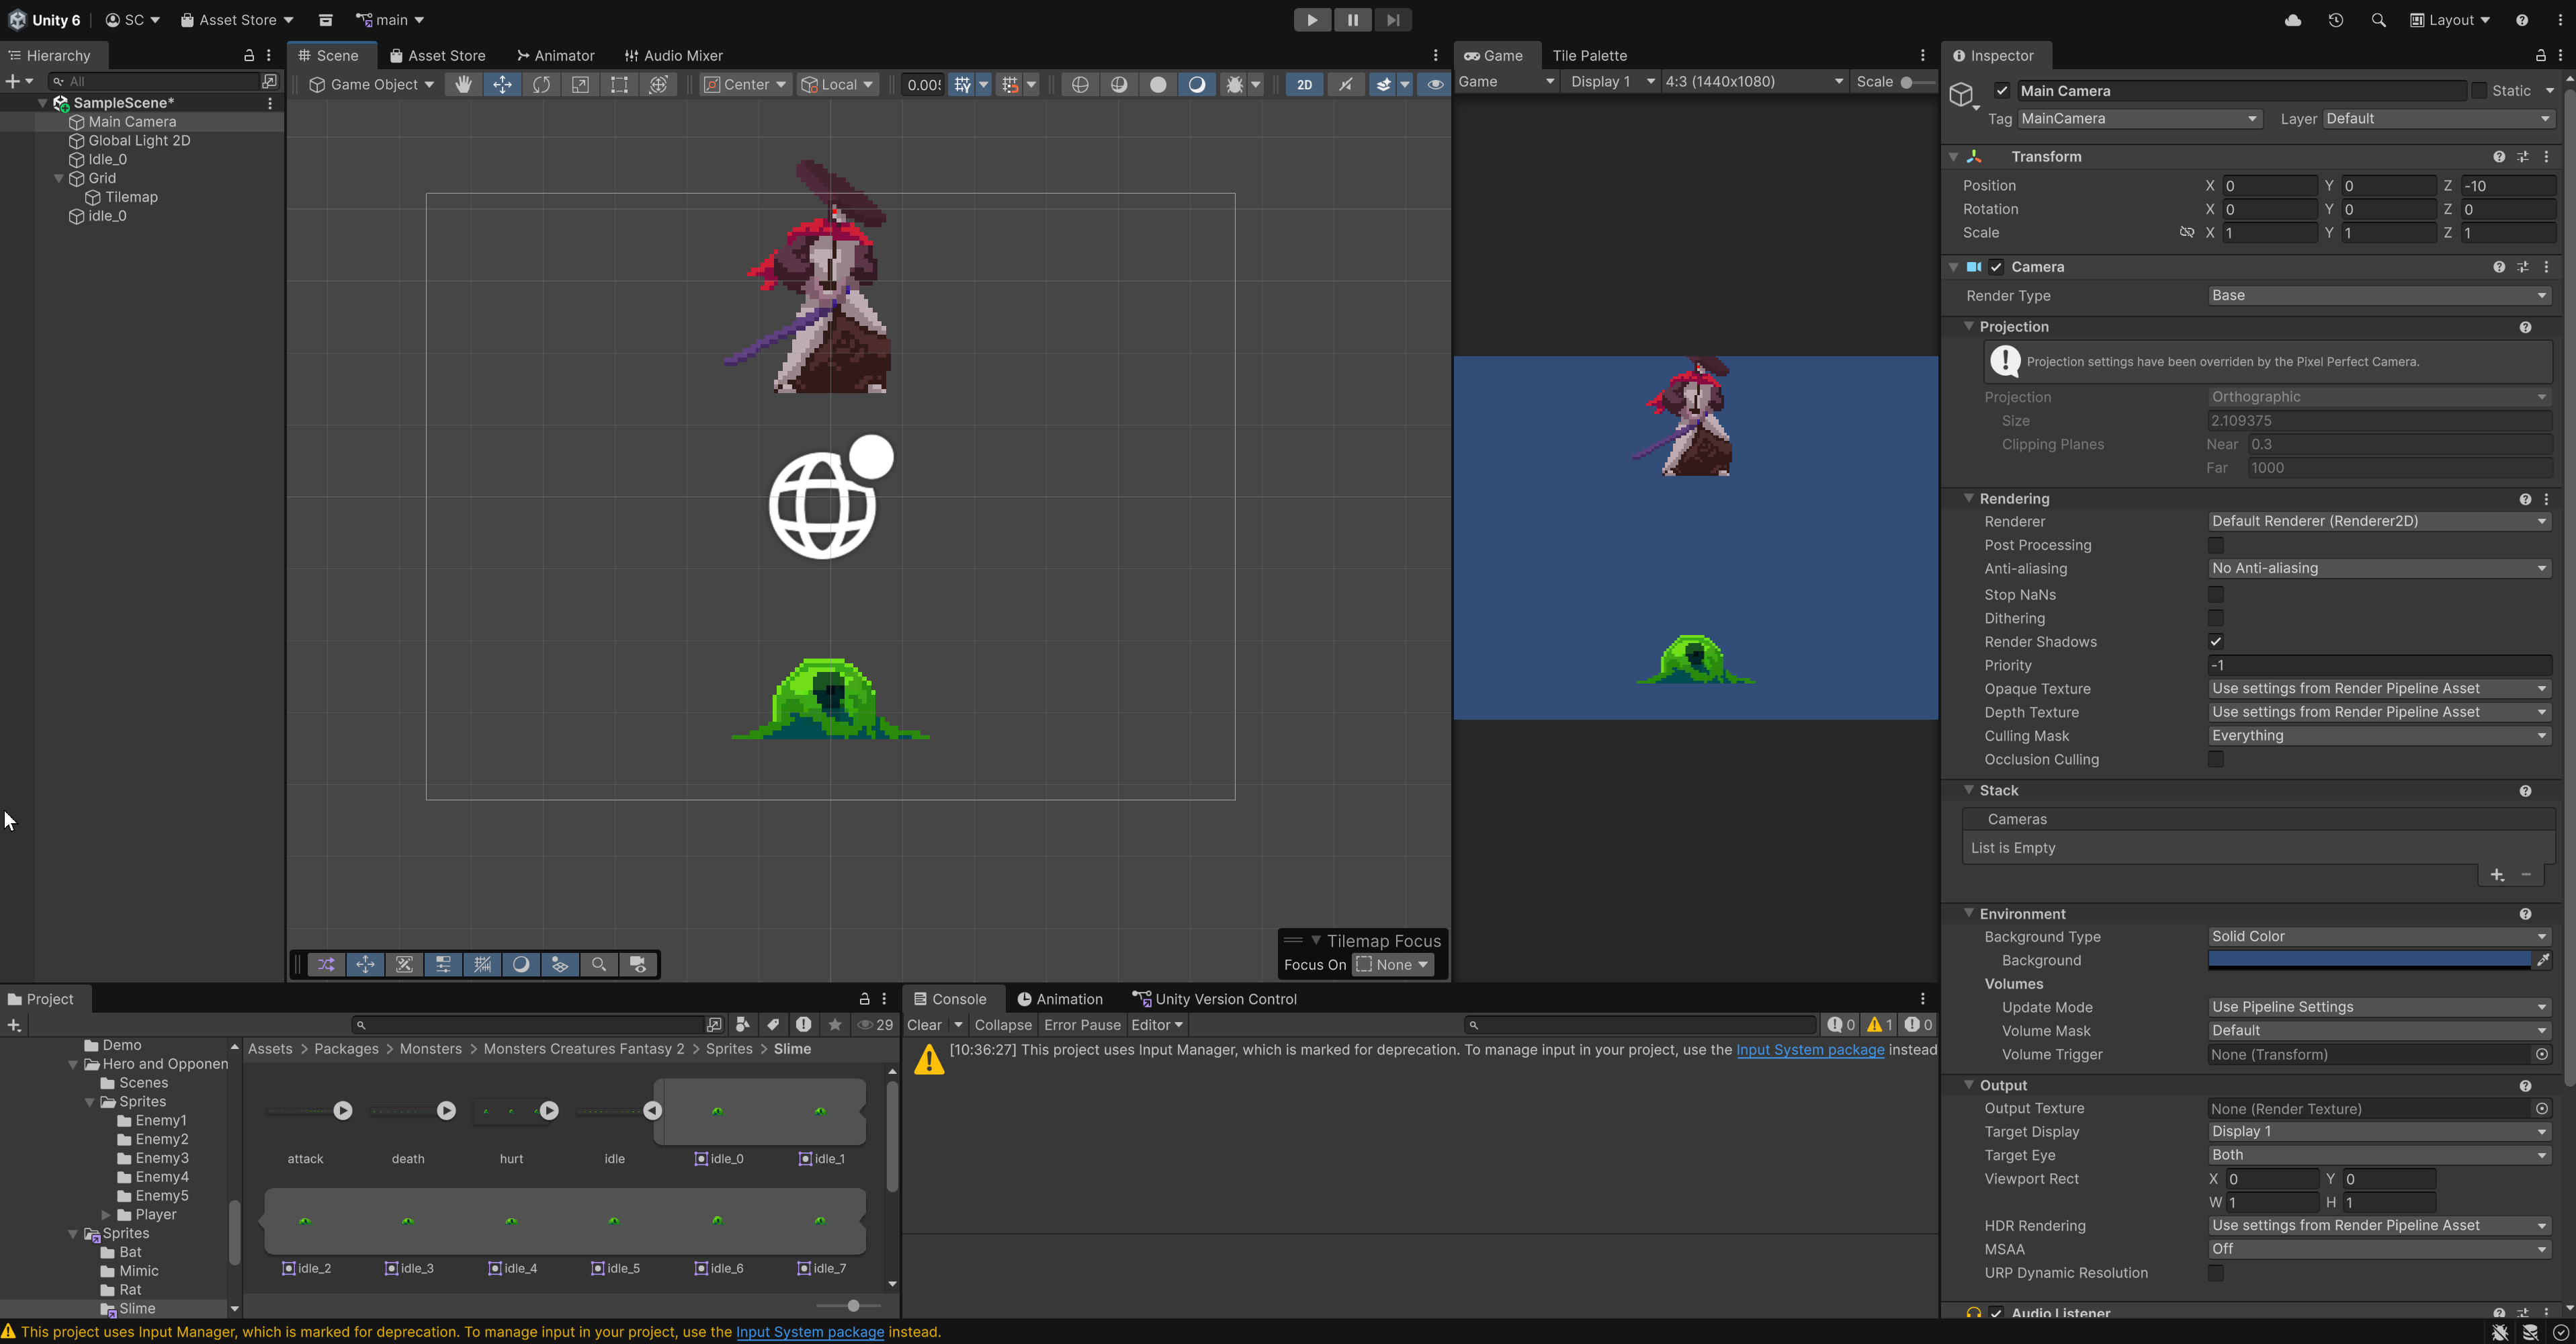 Unity 6
SC
Asset Store
main
Layout
Hierarchy
All
SampleScene*
Main Camera
Global Light 2D
Idle_0
Grid
Tilemap
idle_0
Scene
Asset Store
Animator
Audio Mixer
Game Object
Center
Local
2D
Tilemap Focus
Focus On
None
Game
Tile Palette
Game
Display 1
4:3 (1440x1080)
Scale
Inspector
Main Camera
Static
Tag
MainCamera
Layer
Default
Transform
Position
X 0 Y 0 Z -10
Rotation
X 0 Y 0 Z 0
Scale
X 1 Y 1 Z 1
Camera
Render Type
Base
Projection
Projection settings have been overriden by the Pixel Perfect Camera.
Projection
Orthographic
Size
2.109375
Clipping Planes
Near 0.3
Far 1000
Rendering
Renderer
Default Renderer (Renderer2D)
Post Processing
Anti-aliasing
No Anti-aliasing
Stop NaNs
Dithering
Render Shadows
Priority
-1
Opaque Texture
Use settings from Render Pipeline Asset
Depth Texture
Use settings from Render Pipeline Asset
Culling Mask
Everything
Occlusion Culling
Stack
Cameras
List is Empty
Environment
Background Type
Solid Color
Background
Volumes
Update Mode
Use Pipeline Settings
Volume Mask
Default
Volume Trigger
None (Transform)
Output
Output Texture
None (Render Texture)
Target Display
Display 1
Target Eye
Both
Viewport Rect
X 0 Y 0
W 1 H 1
HDR Rendering
Use settings from Render Pipeline Asset
MSAA
Off
URP Dynamic Resolution
Audio Listener
Project
29
Demo
Hero and Opponen
Scenes
Sprites
Enemy1
Enemy2
Enemy3
Enemy4
Enemy5
Player
Sprites
Bat
Mimic
Rat
Slime
Assets > Packages > Monsters > Monsters Creatures Fantasy 2 > Sprites > Slime
attack
death
hurt
idle
idle_0
idle_1
idle_2
idle_3
idle_4
idle_5
idle_6
idle_7
Console
Animation
Unity Version Control
Clear
Collapse
Error Pause
Editor
0
1
0
[10:36:27] This project uses Input Manager, which is marked for deprecation. To manage input in your project, use the Input System package instead
This project uses Input Manager, which is marked for deprecation. To manage input in your project, use the Input System package instead.